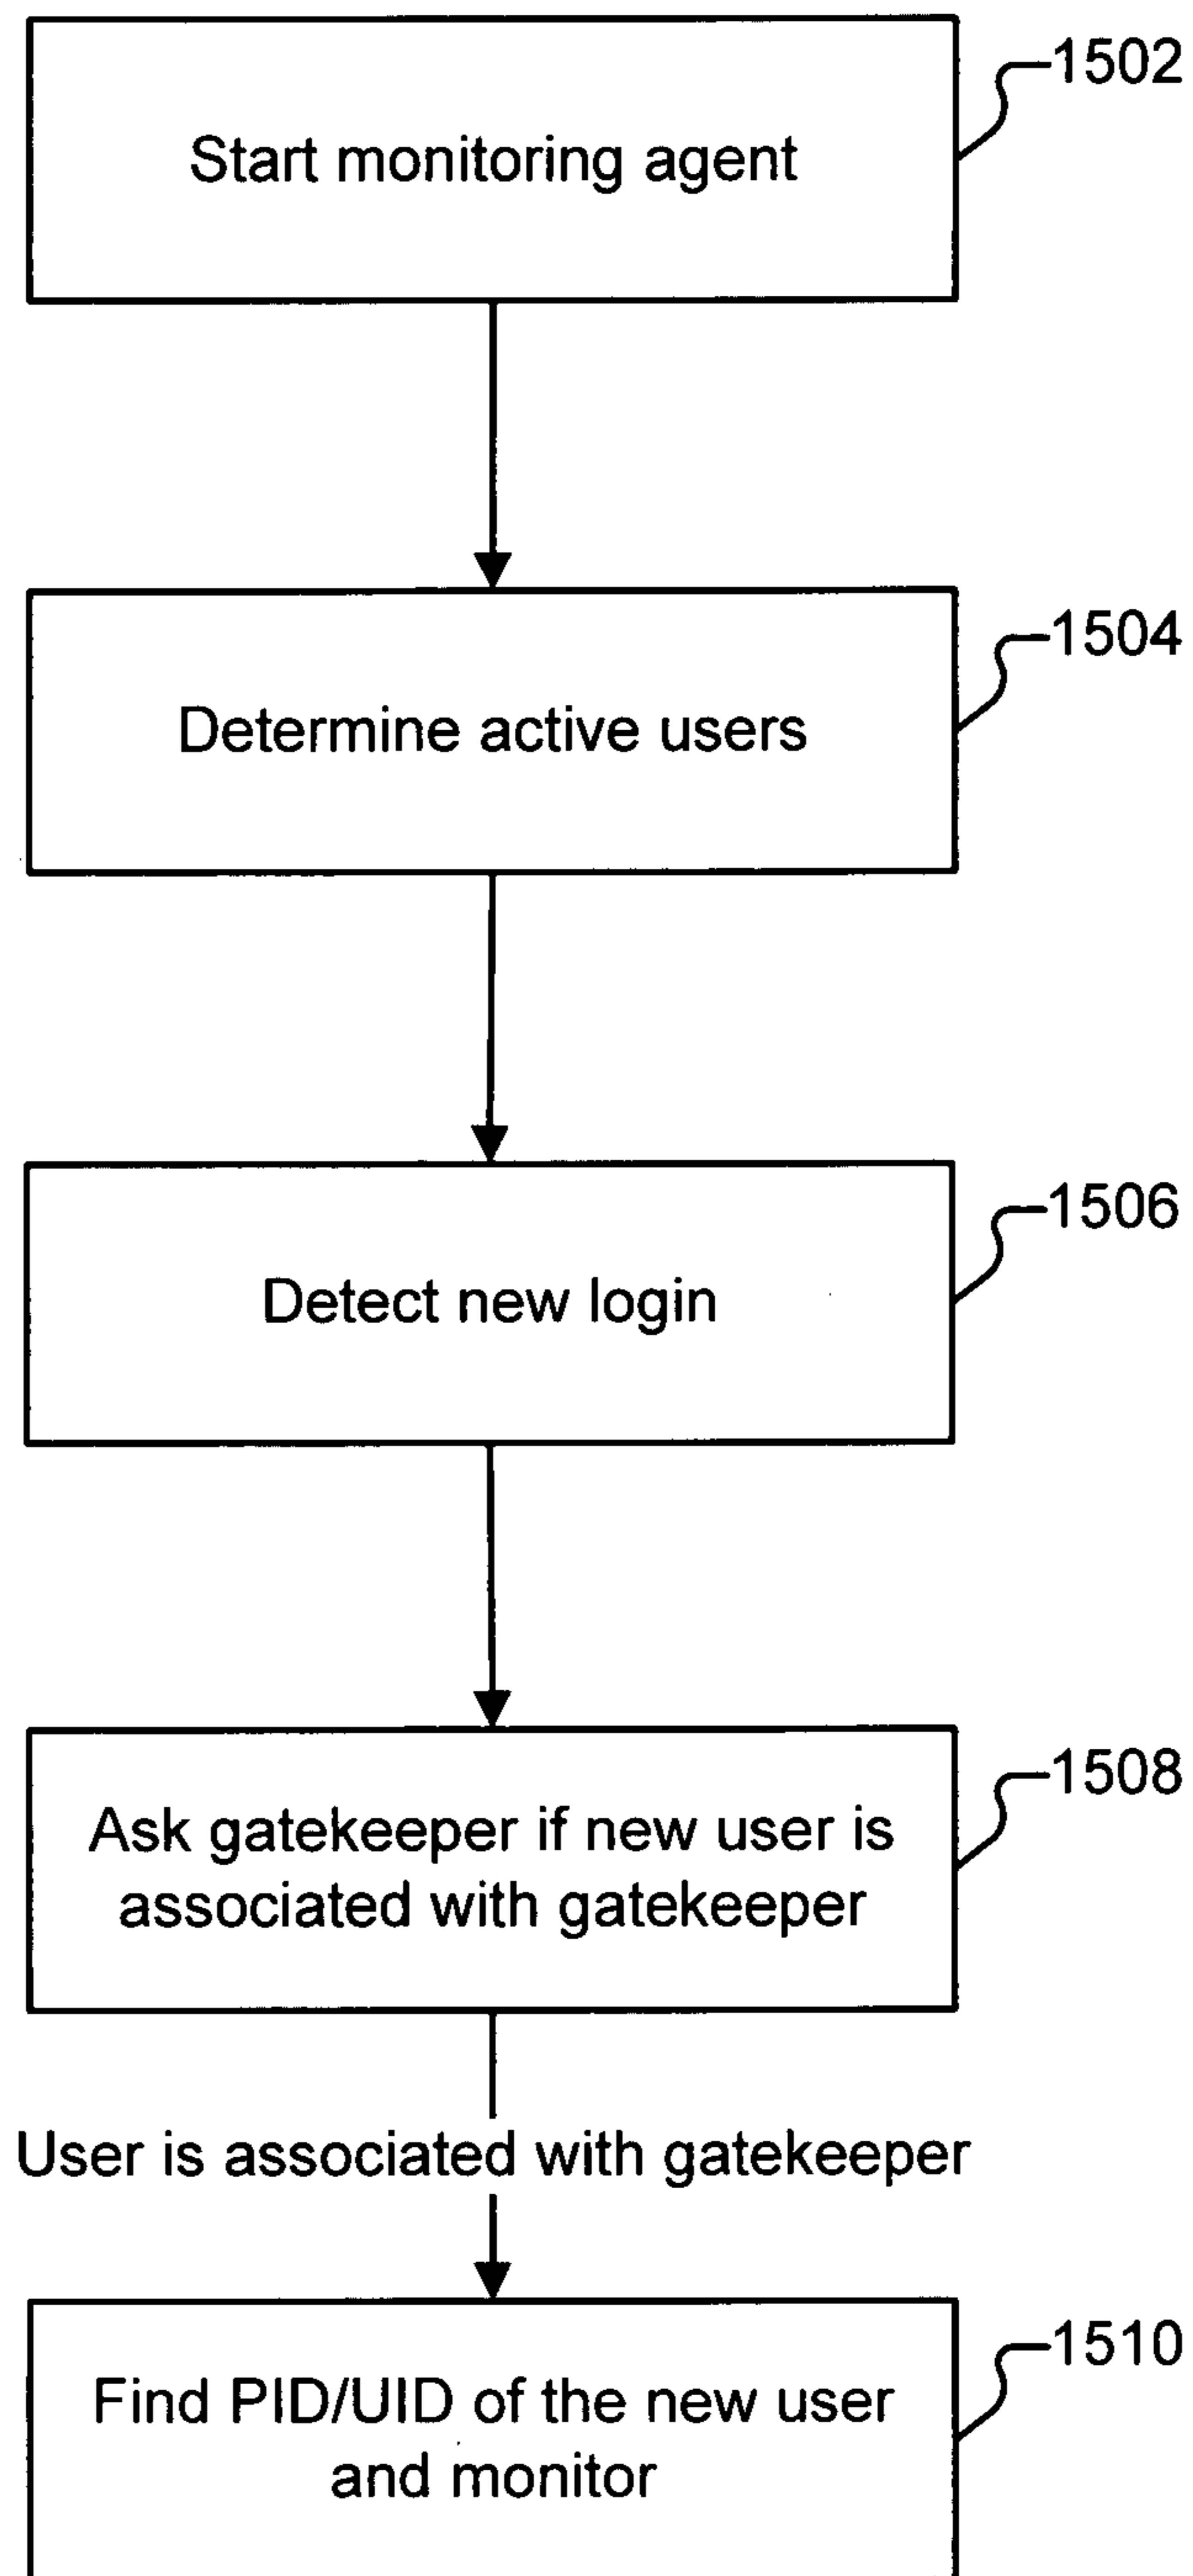 1502
Start monitoring agent
1504
Determine active users
1506
Detect new login
1508
Ask gatekeeper if new user is
associated with gatekeeper
User is associated with gatekeeper
1510
Find PID/UID of the new user
and monitor